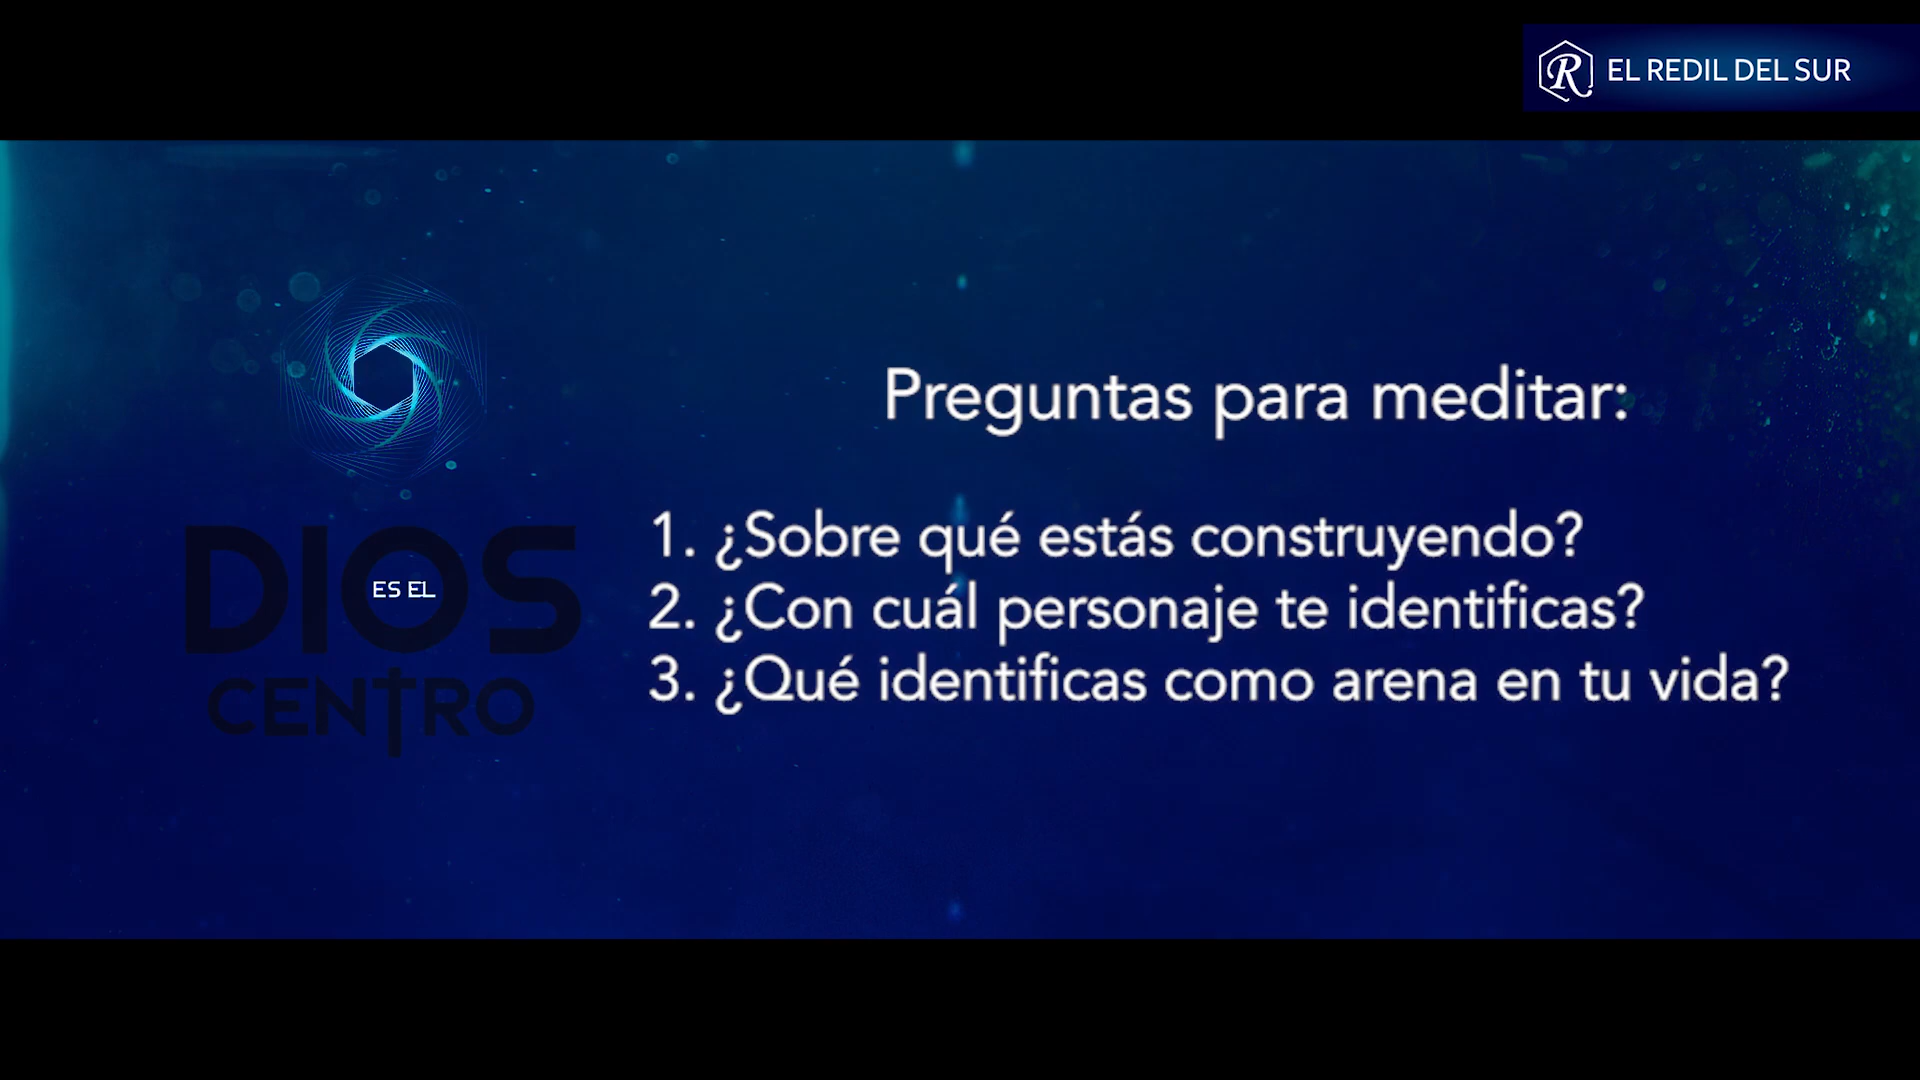 EL REDIL DEL SUR
DIOS
ES EL
CENTRO
Preguntas para meditar:
1. ¿Sobre qué estás construyendo?
2. ¿Con cuál personaje te identificas?
3. ¿Qué identificas como arena en tu vida?